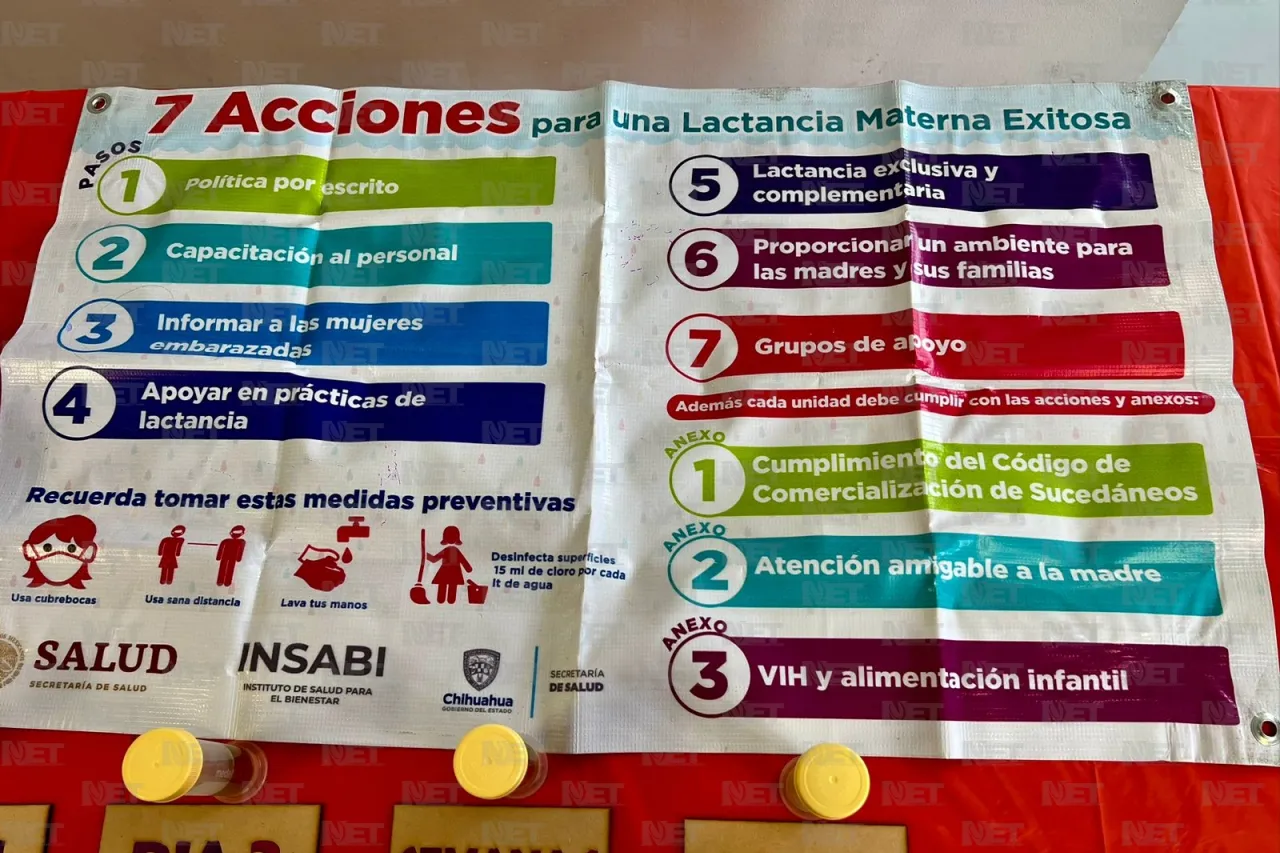 7 Acciones para una Lactancia Materna Exitosa
PASOS
1 Política por escrito
2 Capacitación al personal
3 Informar a las mujeres
embarazadas
4 Apoyar en prácticas de
lactancia
Recuerda tomar estas medidas preventivas
Usa cubrebocas
Usa sana distancia
Lava tus manos
Desinfecta superficies
15 ml de cloro por cada
lt de agua
SALUD
SECRETARÍA DE SALUD
INSABI
INSTITUTO DE SALUD PARA
EL BIENESTAR
Chihuahua
GOBIERNO DEL ESTADO
SECRETARÍA
DE SALUD
5 Lactancia exclusiva y
complementaria
6 Proporcionar un ambiente para
las madres y sus familias
7 Grupos de apoyo
Además cada unidad debe cumplir con las acciones y anexos:
ANEXO
1 Cumplimiento del Código de
Comercialización de Sucedáneos
ANEXO
2 Atención amigable a la madre
ANEXO
3 VIH y alimentación infantil
NET